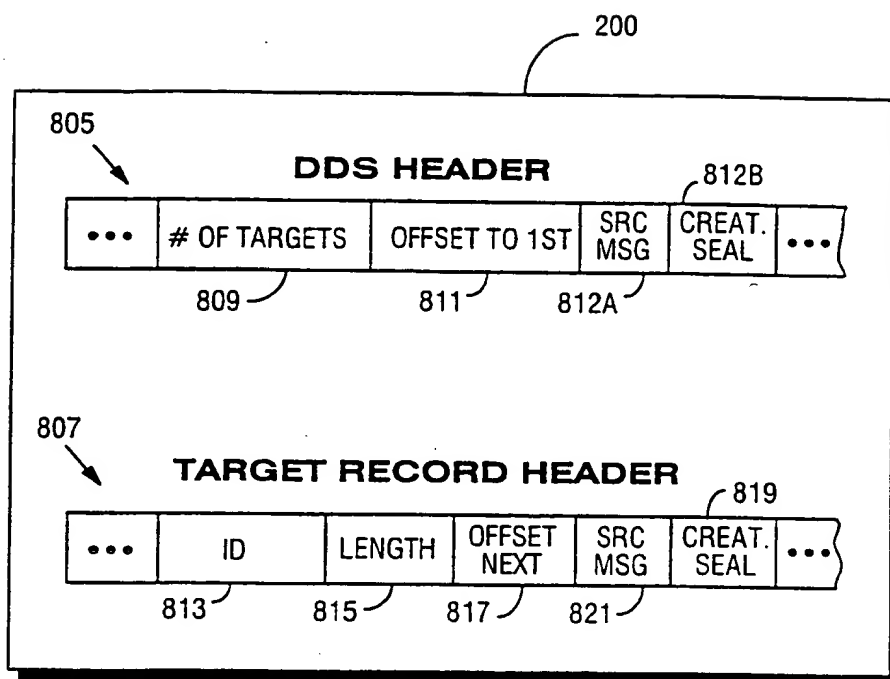 200
805
DDS HEADER
812B
••• # OF TARGETS OFFSET TO 1ST SRC MSG CREAT. SEAL •••
809 811 812A
807
TARGET RECORD HEADER
819
••• ID LENGTH OFFSET NEXT SRC MSG CREAT. SEAL •••
813 815 817 821